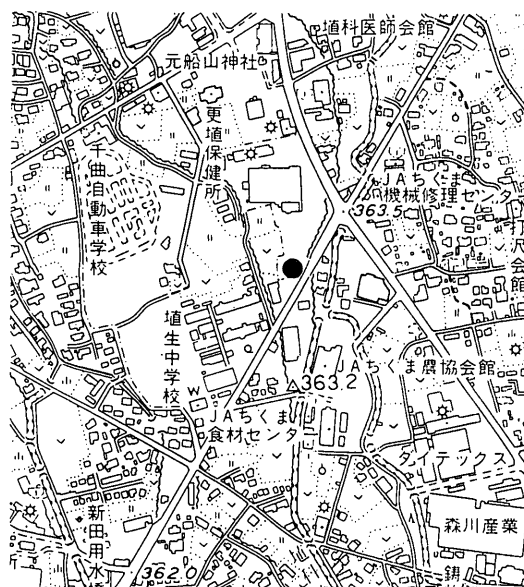 埴科医師会館
元船山神社
更埴保健所
千曲自動車学校
JAちくま
機械修理センタ
363.5
埴生中学校
JAちくま農協会館
363.2
W
JAちくま
食材センタ
タイテックス
森川産業
新田用水
362.0
鋳